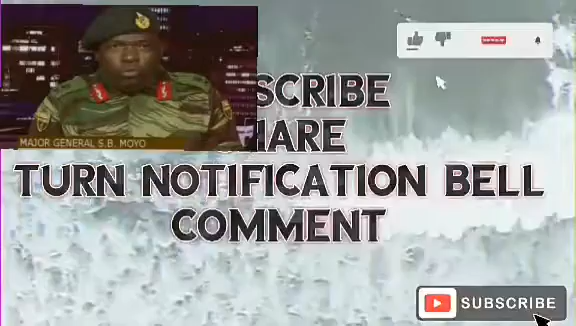 MAJOR GENERAL S.B. MOYO
SCRIBE
HARE
TURN NOTIFICATION BELL
COMMENT
SUBSCRIBE